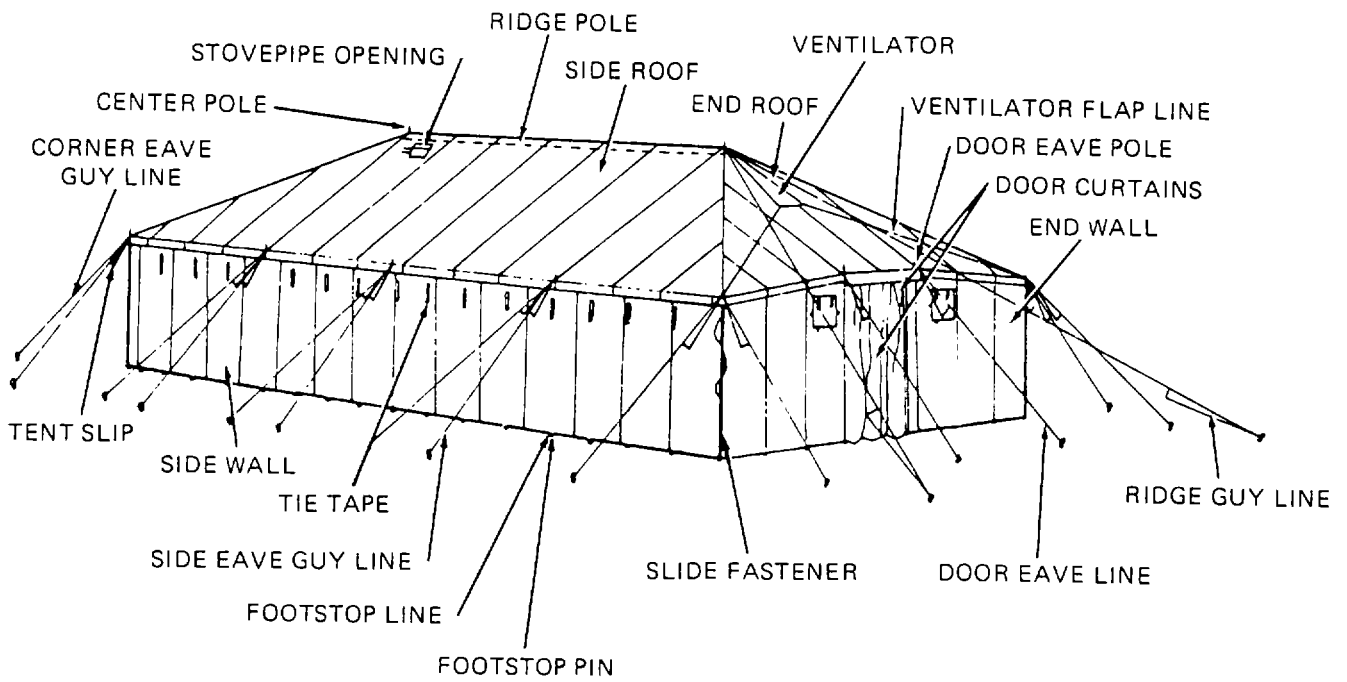 RIDGE POLE
STOVEPIPE OPENING
VENTILATOR
SIDE ROOF
CENTER POLE
END ROOF
VENTILATOR FLAP LINE
CORNER EAVE
GUY LINE
DOOR EAVE POLE
DOOR CURTAINS
END WALL
TENT SLIP
SIDE WALL
TIE TAPE
RIDGE GUY LINE
SIDE EAVE GUY LINE
SLIDE FASTENER
DOOR EAVE LINE
FOOTSTOP LINE
FOOTSTOP PIN